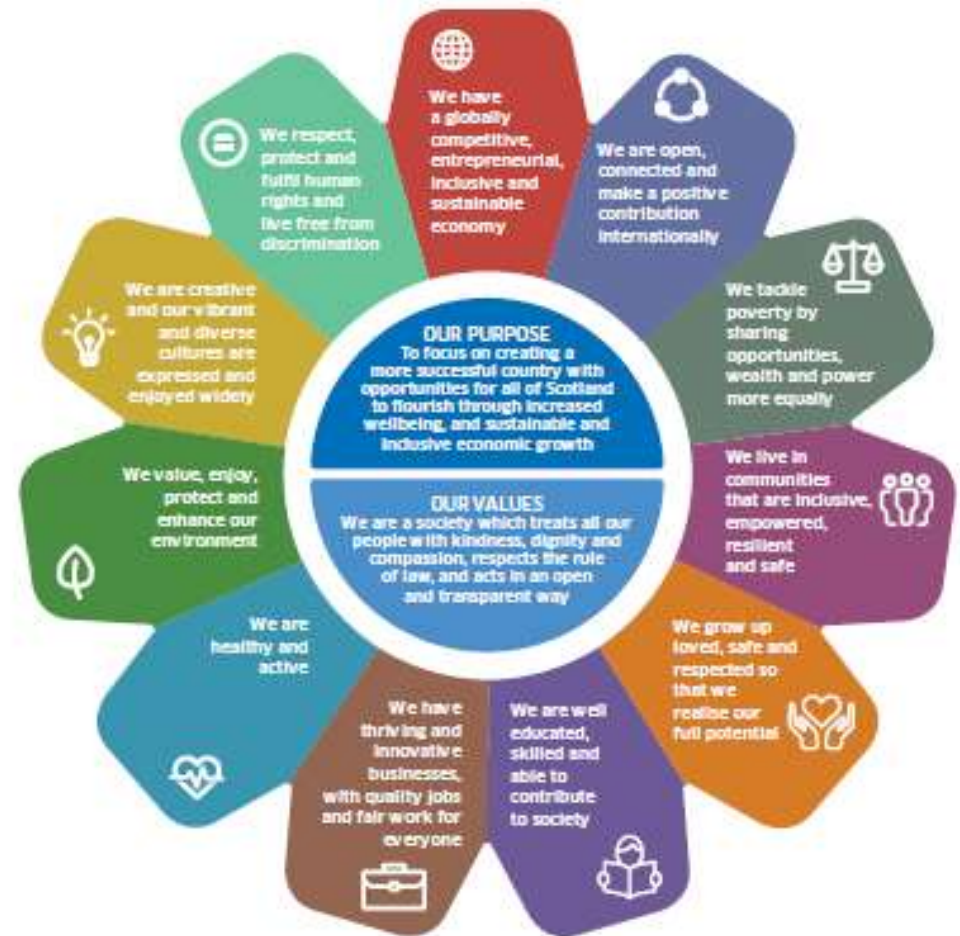 We have
a globally
competitive,
entrepreneurial,
inclusive and
sustainable
economy
We are open,
connected and
make a positive
contribution
internationally
We tackle
poverty by
sharing
opportunities,
wealth and power
more equally
We live in
communities
that are inclusive,
empowered,
resilient
and safe
We grow up
loved, safe and
respected so
that we
realise our
full potential
We are well
educated,
skilled and
able to
contribute
to society
We have
thriving and
innovative
businesses,
with quality jobs
and fair work for
everyone
We are
healthy and
active
We value, enjoy,
protect and
enhance our
environment
We are creative
and our vibrant
and diverse
cultures are
expressed and
enjoyed widely
We respect,
protect and
fulfil human
rights and
live free from
discrimination
OUR PURPOSE
To focus on creating a
more successful country with
opportunities for all of Scotland
to flourish through increased
wellbeing, and sustainable and
inclusive economic growth
OUR VALUES
We are a society which treats all our
people with kindness, dignity and
compassion, respects the rule
of law, and acts in an open
and transparent way